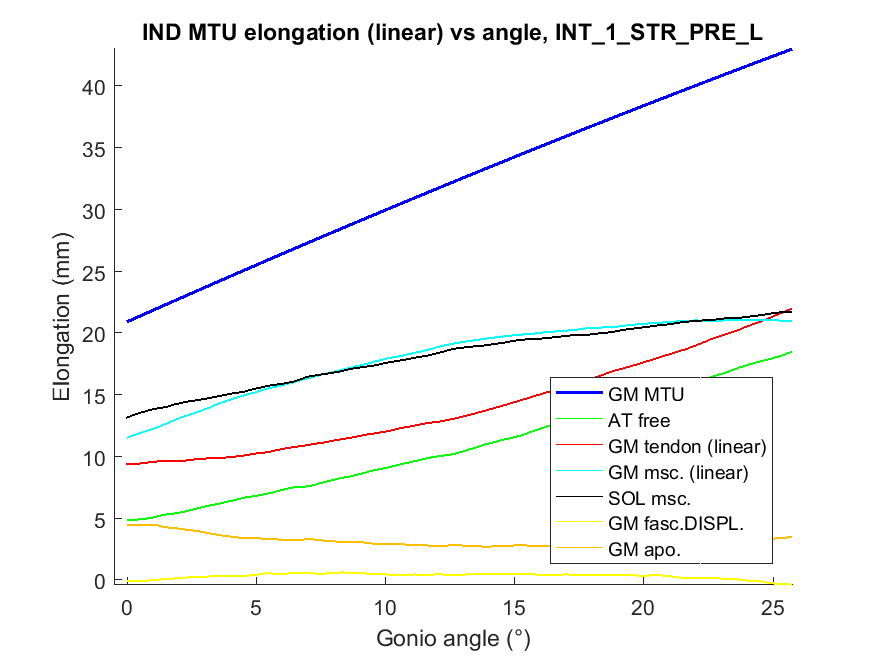 IND MTU elongation (linear) vs angle, INT_1_STR_PRE_L
Elongation (mm)
40
35
30
25
20
15
10
5
0
GM MTU
AT free
GM tendon (linear)
GM msc. (linear)
SOL msc.
GM fasc.DISPL.
GM apo.
0 5 10 15 20 25
Gonio angle (°)